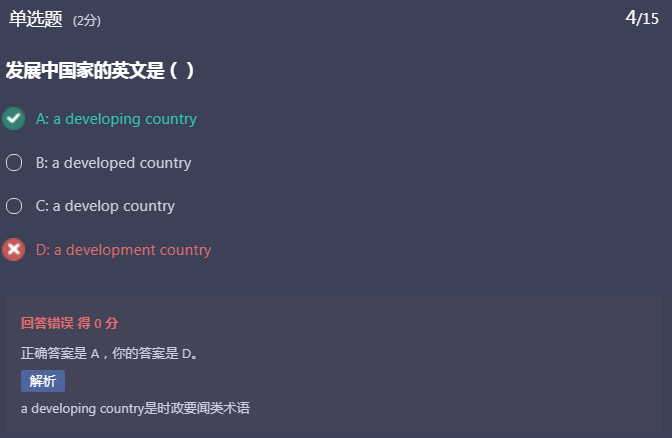 单选题 (2分) 4/15
发展中国家的英文是 ( )
A: a developing country
B: a developed country
C: a develop country
D: a development country
回答错误 得 0 分
正确答案是 A，你的答案是 D。
解析
a developing country是时政要闻类术语